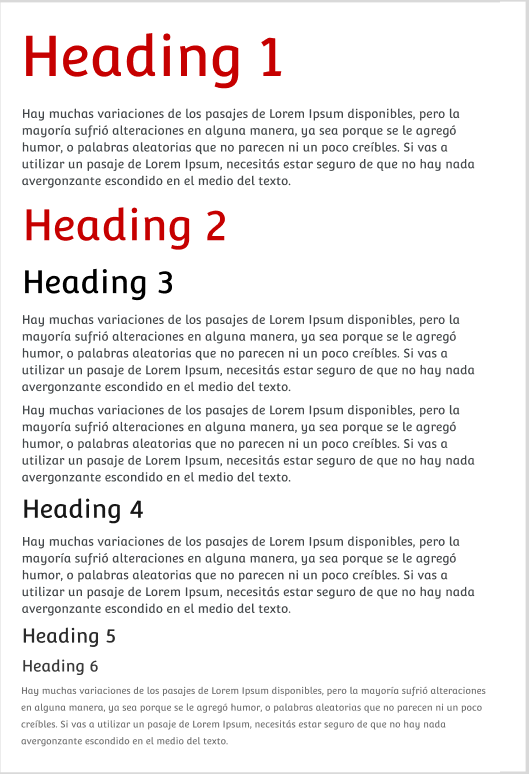 Heading 1
Hay muchas variaciones de los pasajes de Lorem Ipsum disponibles, pero la
mayoría sufrió alteraciones en alguna manera, ya sea porque se le agregó
humor, o palabras aleatorias que no parecen ni un poco creíbles. Si vas a
utilizar un pasaje de Lorem Ipsum, necesitás estar seguro de que no hay nada
avergonzante escondido en el medio del texto.
Heading 2
Heading 3
Hay muchas variaciones de los pasajes de Lorem Ipsum disponibles, pero la
mayoría sufrió alteraciones en alguna manera, ya sea porque se le agregó
humor, o palabras aleatorias que no parecen ni un poco creíbles. Si vas a
utilizar un pasaje de Lorem Ipsum, necesitás estar seguro de que no hay nada
avergonzante escondido en el medio del texto.
Hay muchas variaciones de los pasajes de Lorem Ipsum disponibles, pero la
mayoría sufrió alteraciones en alguna manera, ya sea porque se le agregó
humor, o palabras aleatorias que no parecen ni un poco creíbles. Si vas a
utilizar un pasaje de Lorem Ipsum, necesitás estar seguro de que no hay nada
avergonzante escondido en el medio del texto.
Heading 4
Hay muchas variaciones de los pasajes de Lorem Ipsum disponibles, pero la
mayoría sufrió alteraciones en alguna manera, ya sea porque se le agregó
humor, o palabras aleatorias que no parecen ni un poco creíbles. Si vas a
utilizar un pasaje de Lorem Ipsum, necesitás estar seguro de que no hay nada
avergonzante escondido en el medio del texto.
Heading 5
Heading 6
Hay muchas variaciones de los pasajes de Lorem Ipsum disponibles, pero la mayoría sufrió alteraciones
en alguna manera, ya sea porque se le agregó humor, o palabras aleatorias que no parecen ni un poco
creíbles. Si vas a utilizar un pasaje de Lorem Ipsum, necesitás estar seguro de que no hay nada
avergonzante escondido en el medio del texto.